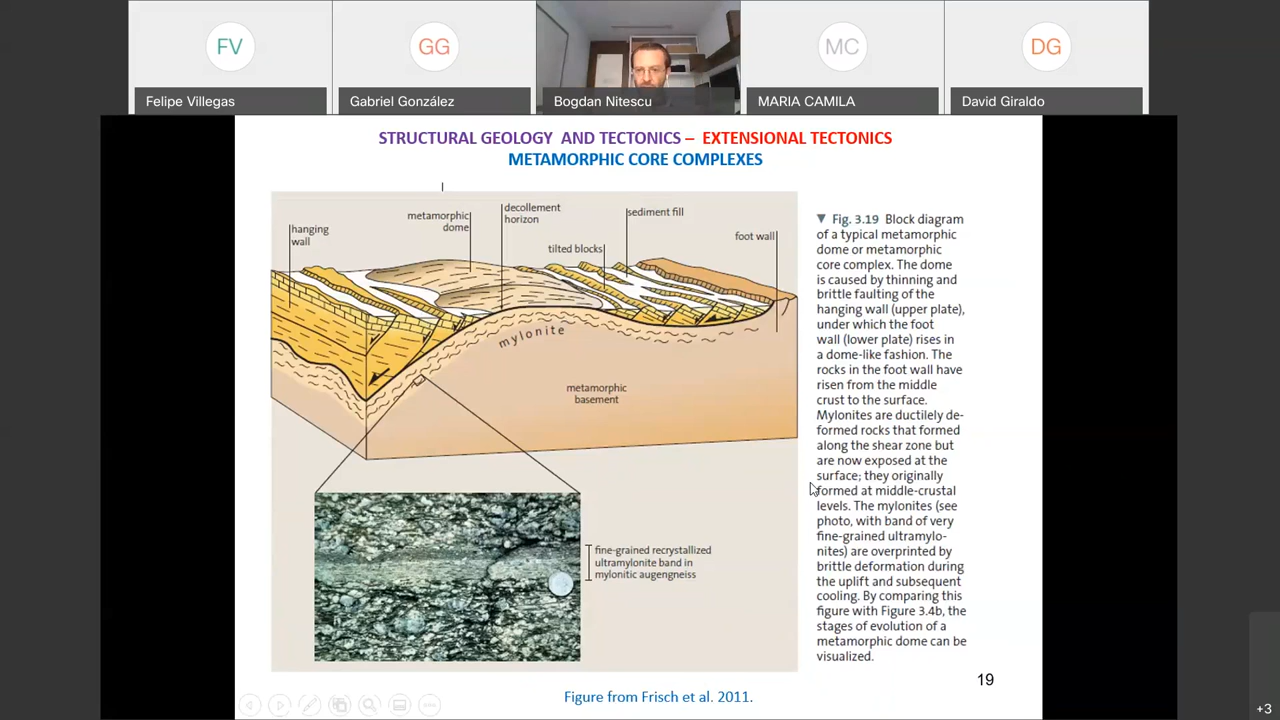 FV
GG
MC
DG
Felipe Villegas
Gabriel González
Bogdan Nitescu
MARIA CAMILA
David Giraldo
STRUCTURAL GEOLOGY AND TECTONICS – EXTENSIONAL TECTONICS
METAMORPHIC CORE COMPLEXES
hanging
wall
metamorphic
dome
decollement
horizon
tilted blocks
sediment fill
foot wall
mylonite
metamorphic
basement
fine-grained recrystallized
ultramylonite band in
mylonitic augengneiss
▼ Fig. 3.19 Block diagram
of a typical metamorphic
dome or metamorphic
core complex. The dome
is caused by thinning and
brittle faulting of the
hanging wall (upper plate),
under which the foot
wall (lower plate) rises in
a dome-like fashion. The
rocks in the foot wall have
risen from the middle
crust to the surface.
Mylonites are ductilely de-
formed rocks that formed
along the shear zone but
are now exposed at the
surface; they originally
formed at middle-crustal
levels. The mylonites (see
photo, with band of very
fine-grained ultramylo-
nites) are overprinted by
brittle deformation during
the uplift and subsequent
cooling. By comparing this
figure with Figure 3.4b, the
stages of evolution of a
metamorphic dome can be
visualized.
19
Figure from Frisch et al. 2011.
+3